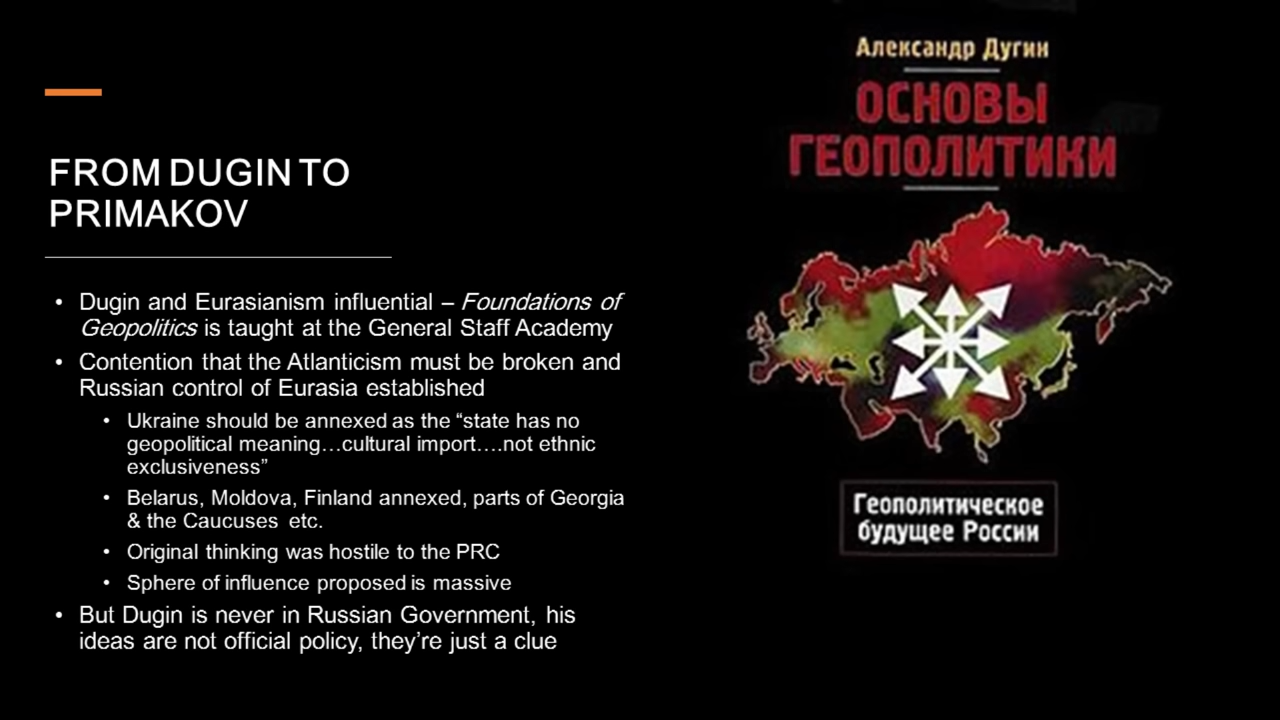 FROM DUGIN TO
PRIMAKOV
• Dugin and Eurasianism influential – Foundations of
Geopolitics is taught at the General Staff Academy
• Contention that the Atlanticism must be broken and
Russian control of Eurasia established
• Ukraine should be annexed as the “state has no
geopolitical meaning…cultural import….not ethnic
exclusiveness”
• Belarus, Moldova, Finland annexed, parts of Georgia
& the Caucuses etc.
• Original thinking was hostile to the PRC
• Sphere of influence proposed is massive
• But Dugin is never in Russian Government, his
ideas are not official policy, they’re just a clue
Александр Дугин
ОСНОВЫ
ГЕОПОЛИТИКИ
Геополитическое
будущее России